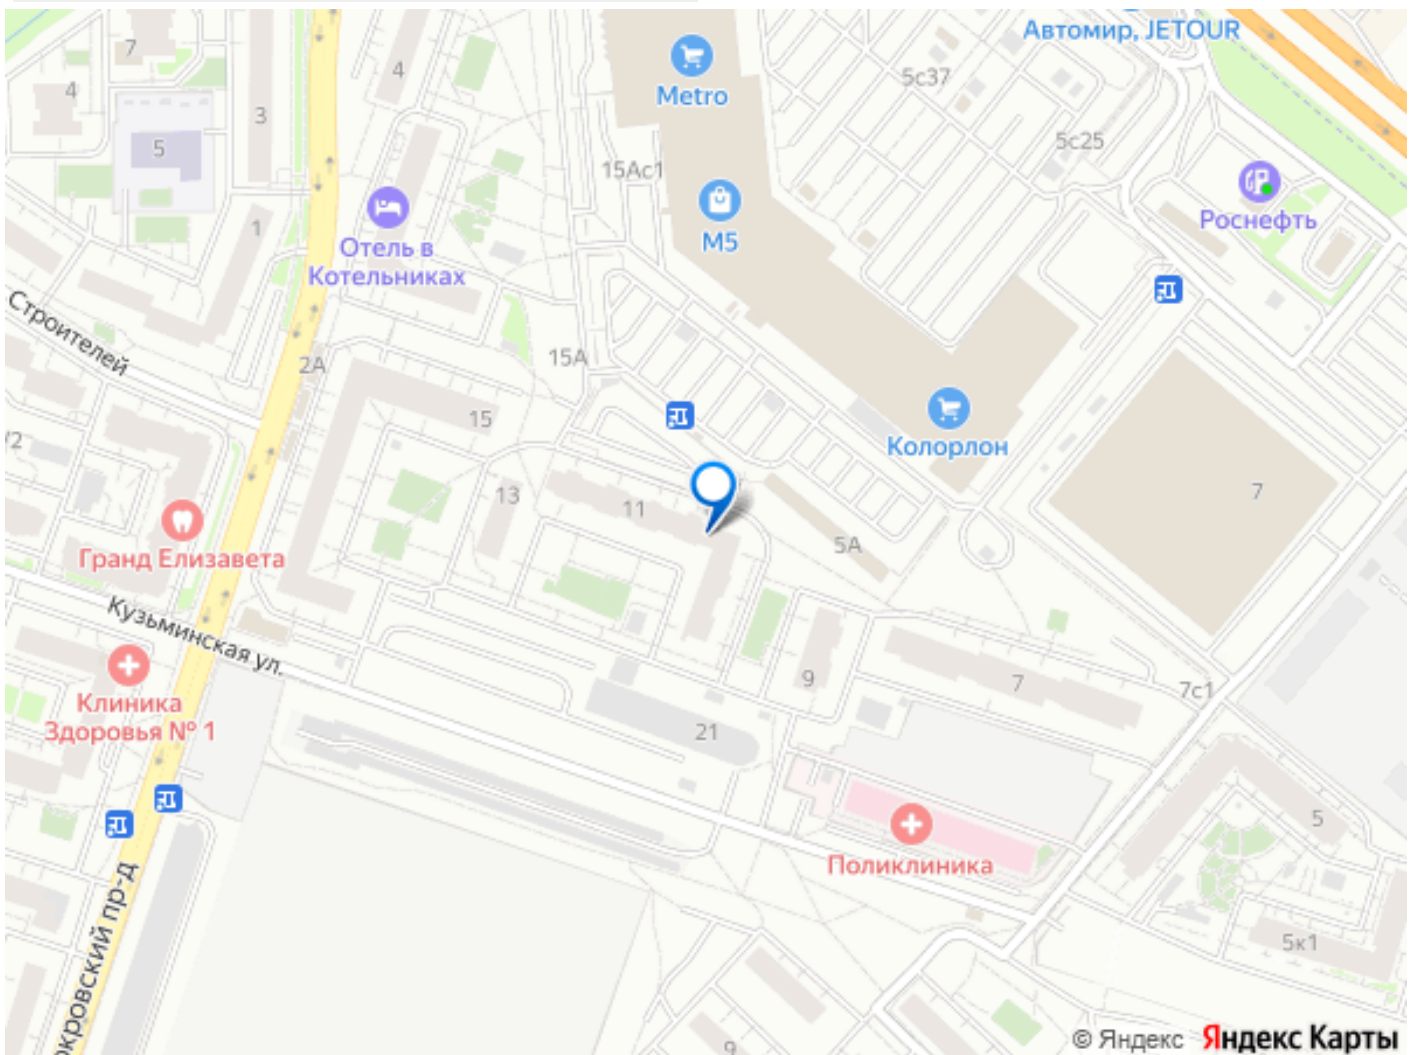 Автомир, JETOUR
7
4
4
5с37
Metro
3
5
5с25
15Ас1
Роснефть
М5
1
Отель в
Котельниках
Строителей
2А
15А
15
Колорлон
/2
13
11
7
5А
Гранд Елизавета
Кузьминская ул.
Клиника
Здоровья № 1
9
7
7с1
21
5
Поликлиника
окровский пр-д
5к1
9
© Яндекс Яндекс Карты